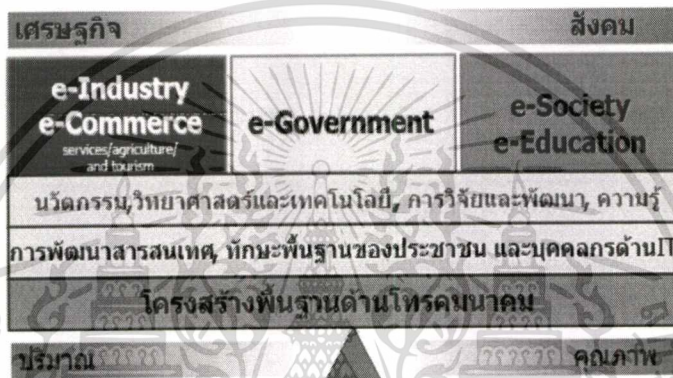 เศรษฐกิจ สังคม
e-Industry
e-Commerce
services/agriculture/
and tourism
e-Government
e-Society
e-Education
นวัตกรรม,วิทยาศาสตร์และเทคโนโลยี, การวิจัยและพัฒนา, ความรู้
การพัฒนาสารสนเทศ, ทักษะพื้นฐานของประชาชน และบุคคลกรด้านIT
โครงสร้างพื้นฐานด้านโทรคมนาคม
ปริมาณ คุณภาพ